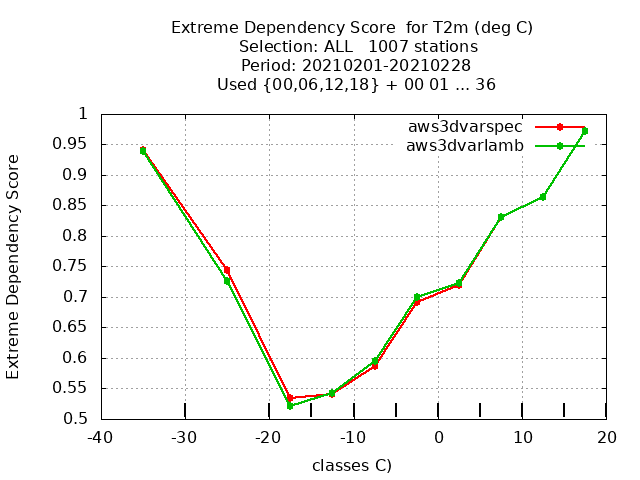 Extreme Dependency Score  for T2m (deg C)
Selection: ALL   1007 stations
Period: 20210201-20210228
Used {00,06,12,18} + 00 01 ... 36
aws3dvarspec
aws3dvarlamb
Extreme Dependency Score
1
0.95
0.9
0.85
0.8
0.75
0.7
0.65
0.6
0.55
0.5
-40 -30 -20 -10 0 10 20
classes C)